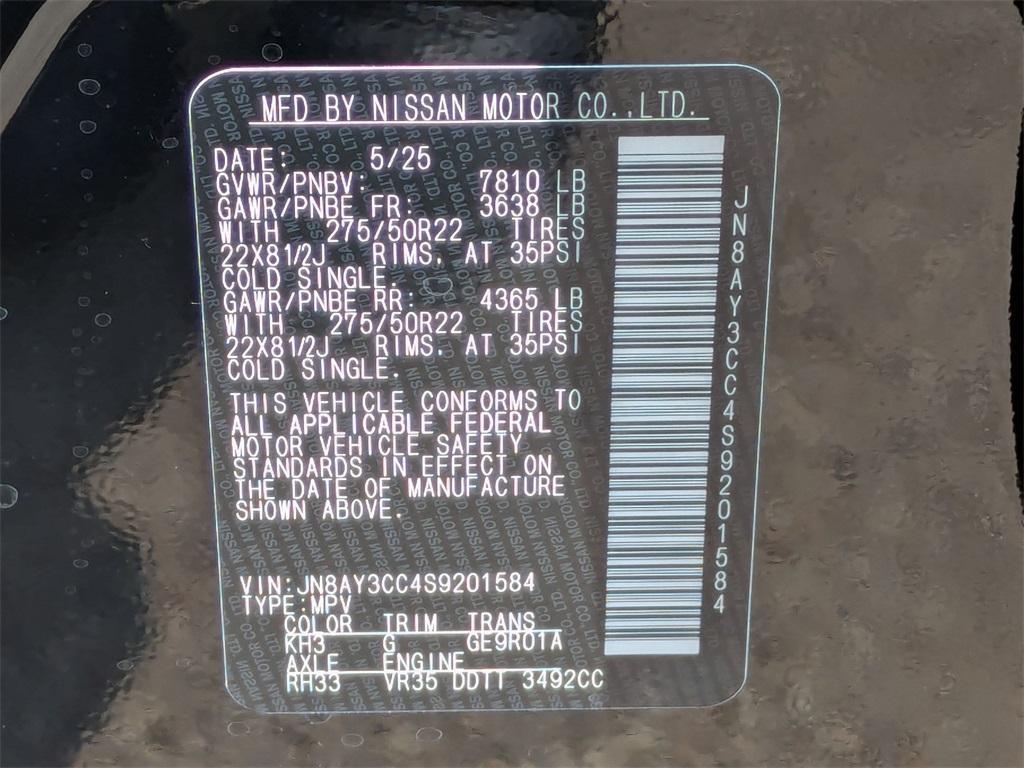 MFD BY NISSAN MOTOR CO.,LTD.
DATE: 5/25
GVWR/PNBV: 7810 LB
GAWR/PNBE FR: 3638 LB
WITH 275/50R22 TIRES
22X81/2J RIMS. AT 35PSI
COLD SINGLE.
GAWR/PNBE RR: 4365 LB
WITH 275/50R22 TIRES
22X81/2J RIMS. AT 35PSI
COLD SINGLE.
THIS VEHICLE CONFORMS TO
ALL APPLICABLE FEDERAL
MOTOR VEHICLE SAFETY
STANDARDS IN EFFECT ON
THE DATE OF MANUFACTURE
SHOWN ABOVE.
VIN:JN8AY3CC4S9201584
TYPE:MPV
COLOR TRIM TRANS
KH3 G GE9R01A
AXLE ENGINE
RH33 VR35 DDTT 3492CC
JN8AY3CC4S9201584